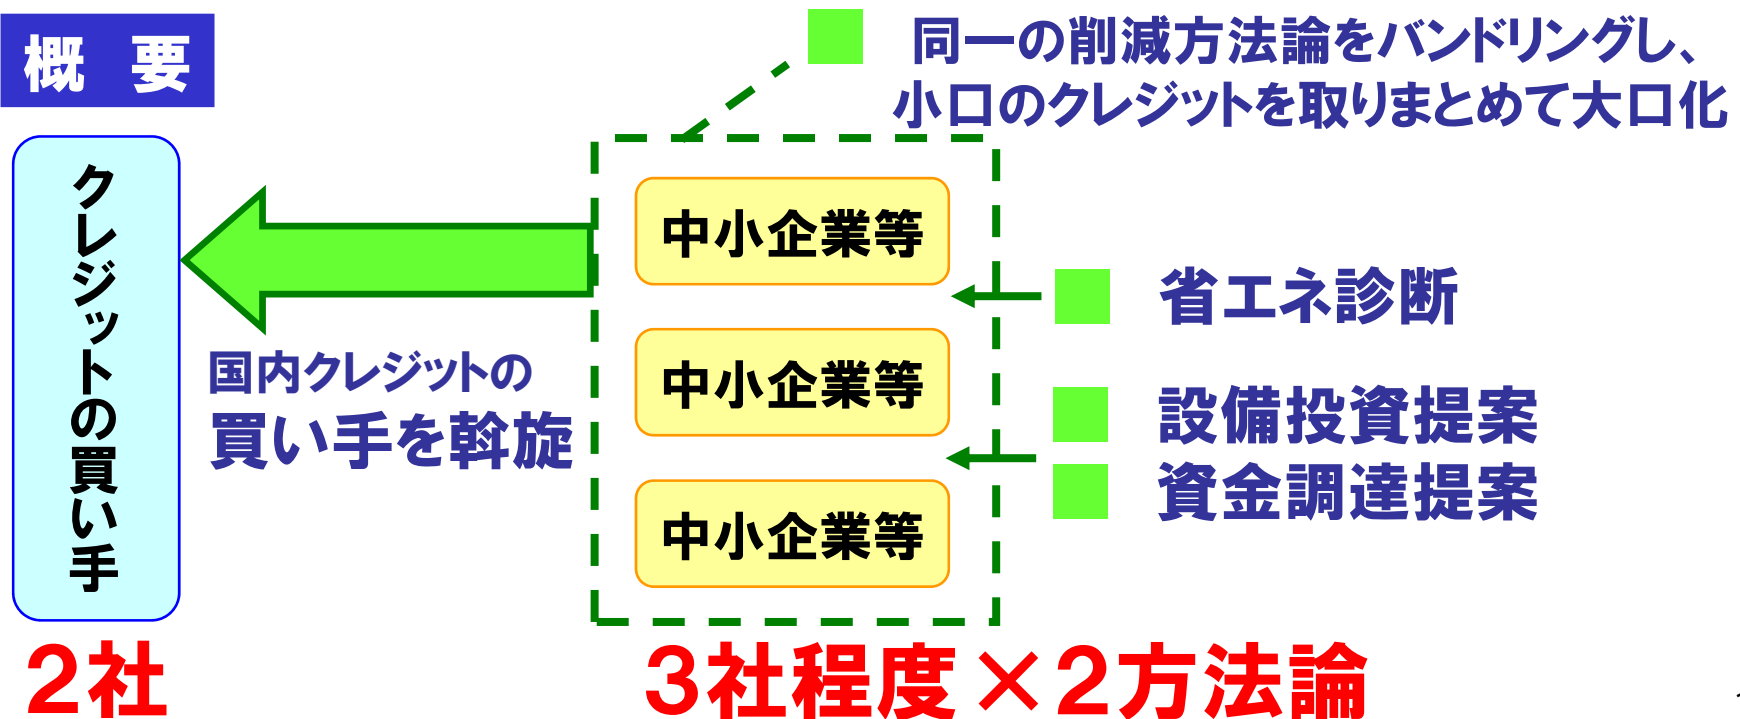 概　要
同一の削減方法論をバンドリングし、
小口のクレジットを取りまとめて大口化
クレジットの買い手
中小企業等
中小企業等
中小企業等
国内クレジットの
買い手を斡旋
省エネ診断
設備投資提案
資金調達提案
２社
３社程度×２方法論